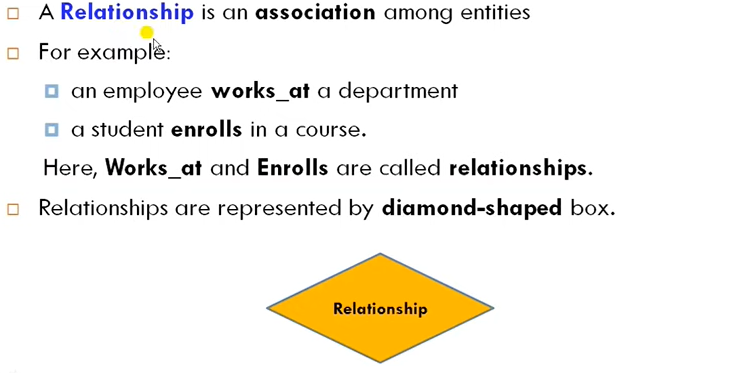 A Relationship is an association among entities
For example:
an employee works_at a department
a student enrolls in a course.
Here, Works_at and Enrolls are called relationships.
Relationships are represented by diamond-shaped box.
Relationship